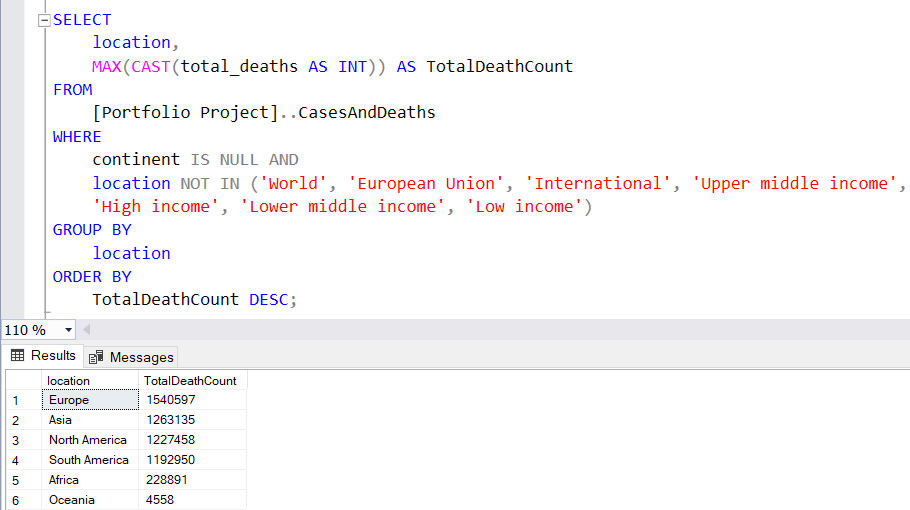 SELECT
location,
MAX(CAST(total_deaths AS INT)) AS TotalDeathCount
FROM
[Portfolio Project]..CasesAndDeaths
WHERE
continent IS NULL AND
location NOT IN ('World', 'European Union', 'International', 'Upper middle income',
'High income', 'Lower middle income', 'Low income')
GROUP BY
location
ORDER BY
TotalDeathCount DESC;
110 %
Results Messages
location TotalDeathCount
1 Europe 1540597
2 Asia 1263135
3 North America 1227458
4 South America 1192950
5 Africa 228891
6 Oceania 4558